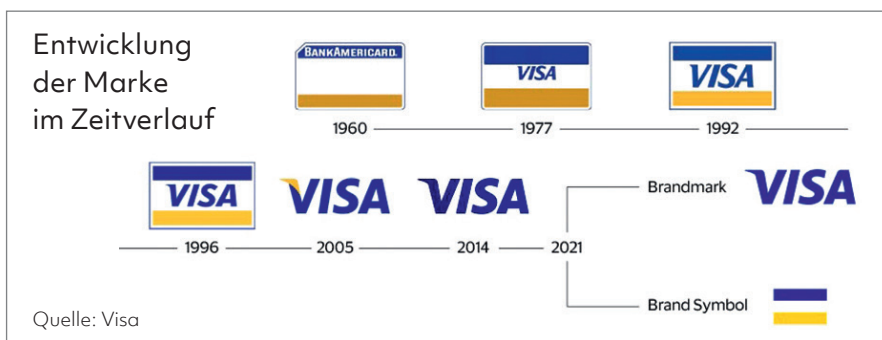 Entwicklung
der Marke
im Zeitverlauf
BANKAMERICARD.
VISA
VISA
1960
1977
1992
VISA
VISA
VISA
Brandmark
VISA
1996
2005
2014
2021
Brand Symbol
Quelle: Visa